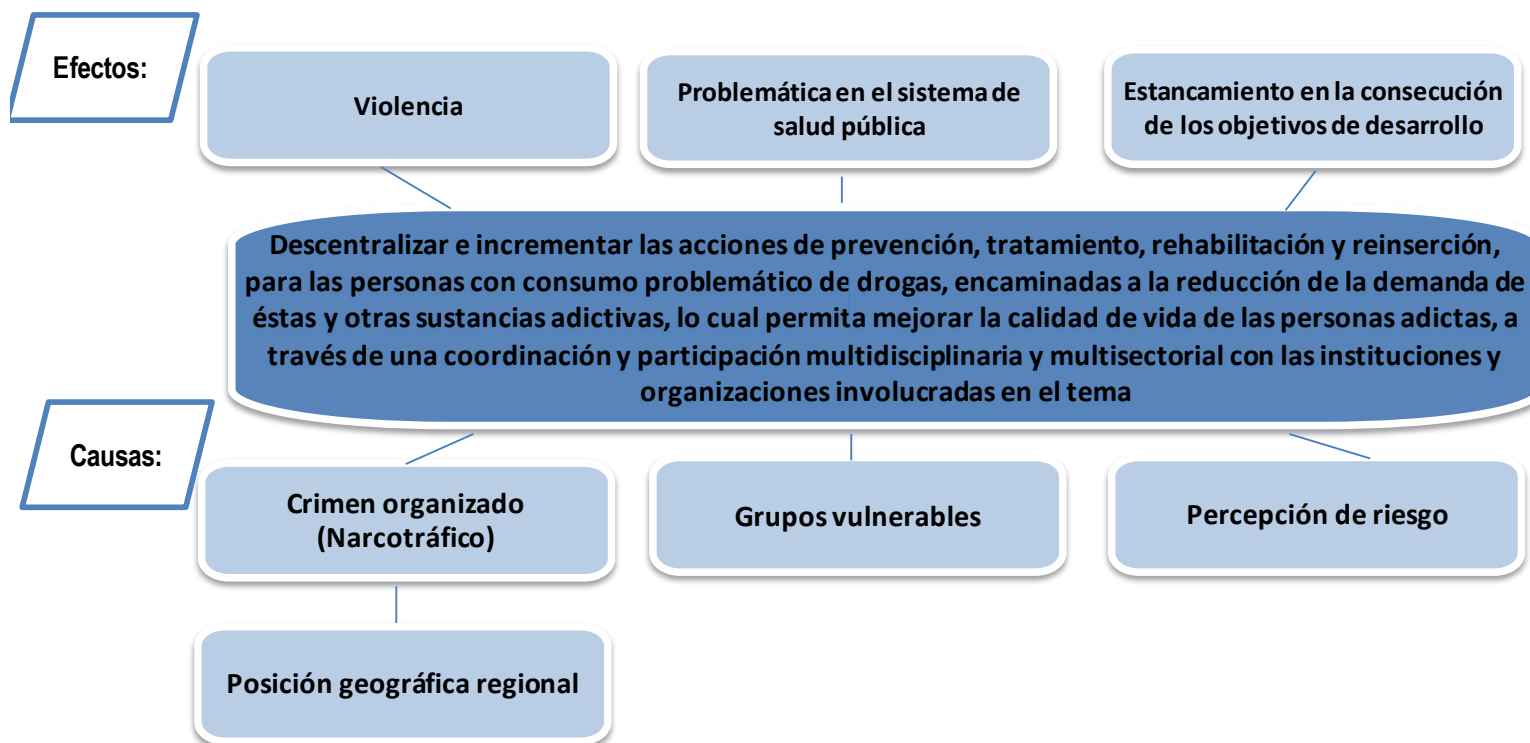 Efectos:
Violencia
Problemática en el sistema de
salud pública
Estancamiento en la consecución
de los objetivos de desarrollo
Descentralizar e incrementar las acciones de prevención, tratamiento, rehabilitación y reinserción,
para las personas con consumo problemático de drogas, encaminadas a la reducción de la demanda de
éstas y otras sustancias adictivas, lo cual permita mejorar la calidad de vida de las personas adictas, a
través de una coordinación y participación multidisciplinaria y multisectorial con las instituciones y
organizaciones involucradas en el tema
Causas:
Crimen organizado
(Narcotráfico)
Grupos vulnerables
Percepción de riesgo
Posición geográfica regional